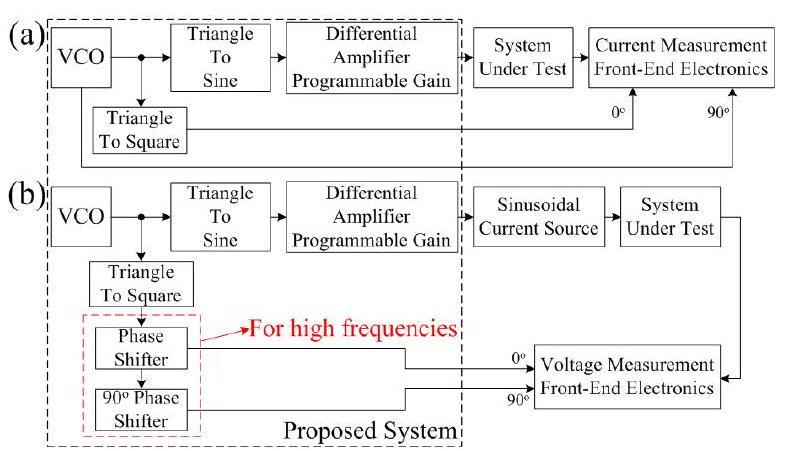 (a)
VCO
Triangle
To
Sine
Differential
Amplifier
Programmable Gain
System
Under Test
Current Measurement
Front-End Electronics
Triangle
To Square
0º
90º
(b)
VCO
Triangle
To
Sine
Differential
Amplifier
Programmable Gain
Sinusoidal
Current Source
System
Under Test
Triangle
To Square
For high frequencies
Phase
Shifter
90º Phase
Shifter
0º
90º
Voltage Measurement
Front-End Electronics
Proposed System